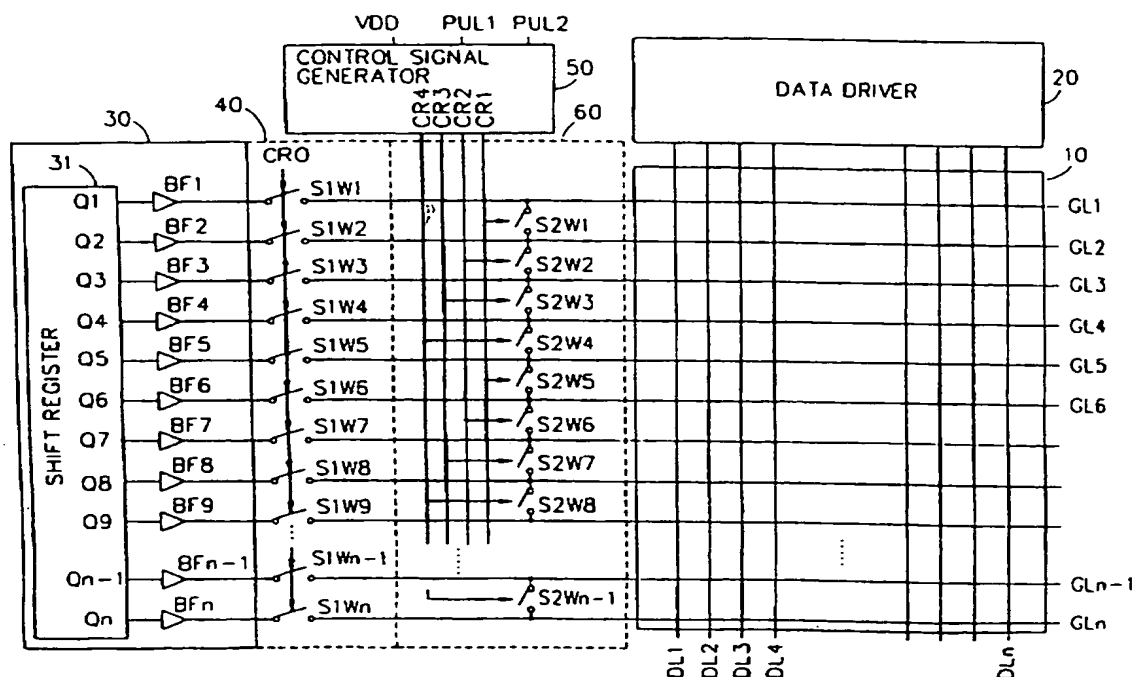 VDD PUL1 PUL2
CONTROL SIGNAL
GENERATOR
50
CR4
CR3
CR2
CR1
DATA DRIVER
20
30
40
60
10
31
CR0
SHIFT REGISTER
Q1 BF1 S1W1 GL1
S2W1
Q2 BF2 S1W2 GL2
S2W2
Q3 BF3 S1W3 GL3
S2W3
Q4 BF4 S1W4 GL4
S2W4
Q5 BF5 S1W5 GL5
S2W5
Q6 BF6 S1W6 GL6
S2W6
Q7 BF7 S1W7
S2W7
Q8 BF8 S1W8
S2W8
Q9 BF9 S1W9
Qn-1 BFn-1 S1Wn-1 GLn-1
S2Wn-1
Qn BFn S1Wn GLn
DL1
DL2
DL3
DL4
DLn